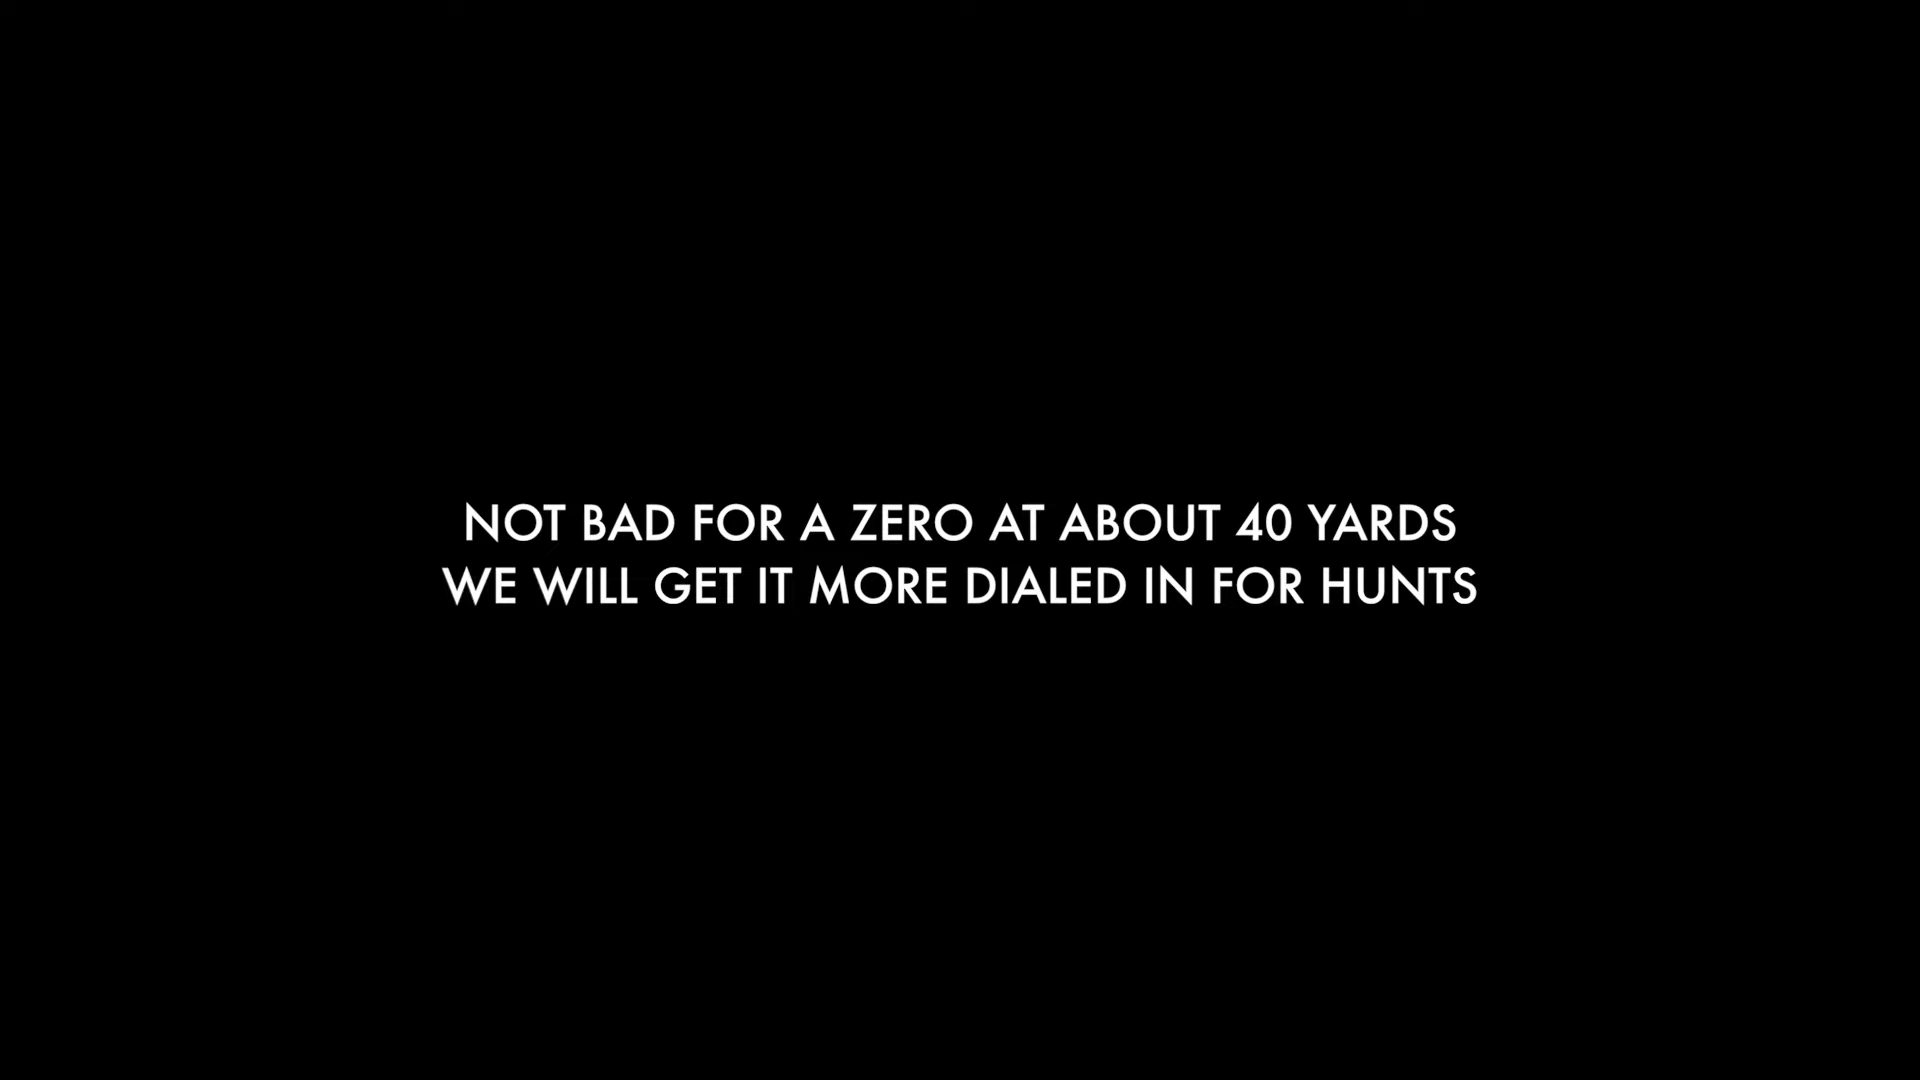 NOT BAD FOR A ZERO AT ABOUT 40 YARDS
WE WILL GET IT MORE DIALED IN FOR HUNTS